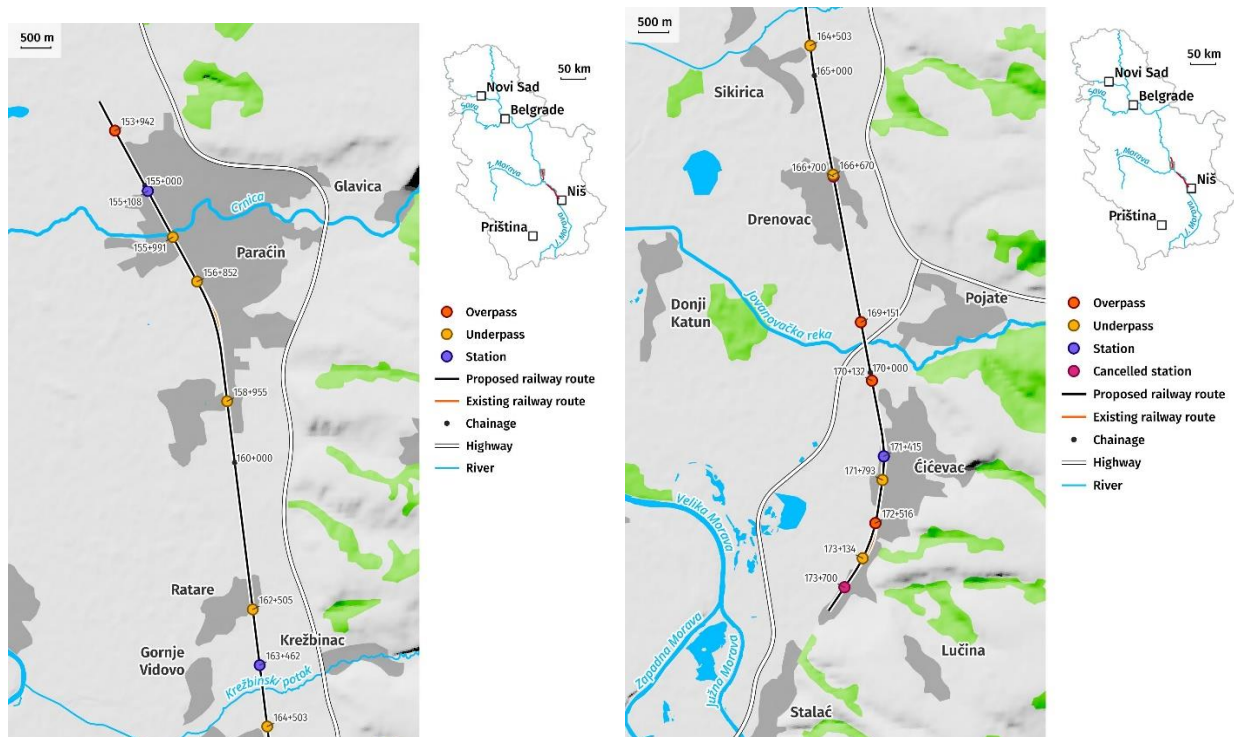 500 m
153+942
155+000
155+108
Glavica
Crnica
155+991
Paraćin
156+852
158+955
160+000
Ratare
162+505
Krežbinac
Gornje
Vidovo
163+462
Krežbinski potok
164+503
50 km
Novi Sad
Sava
Belgrade
Z. Morava
Niš
Priština
J. Morava
Overpass
Underpass
Station
Proposed railway route
Existing railway route
Chainage
Highway
River
500 m
164+503
165+000
Sikirica
166+700
166+670
Drenovac
Donji
Katun
Jovanovačka reka
169+151
Pojate
170+132
170+000
171+415
Ćićevac
171+793
Velika Morava
172+516
173+134
173+700
Zapadna Morava
Južna Morava
Lučina
Stalać
50 km
Novi Sad
Sava
Belgrade
Z. Morava
Niš
Priština
J. Morava
Overpass
Underpass
Station
Cancelled station
Proposed railway route
Existing railway route
Chainage
Highway
River